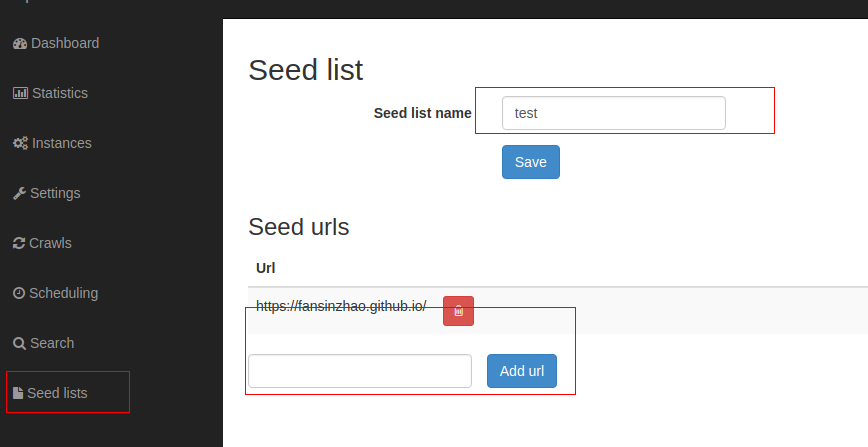 Dashboard
Statistics
Instances
Settings
Crawls
Scheduling
Search
Seed lists
Seed list
Seed list name
test
Save
Seed urls
Url
https://fansinzhao.github.io/
Add url